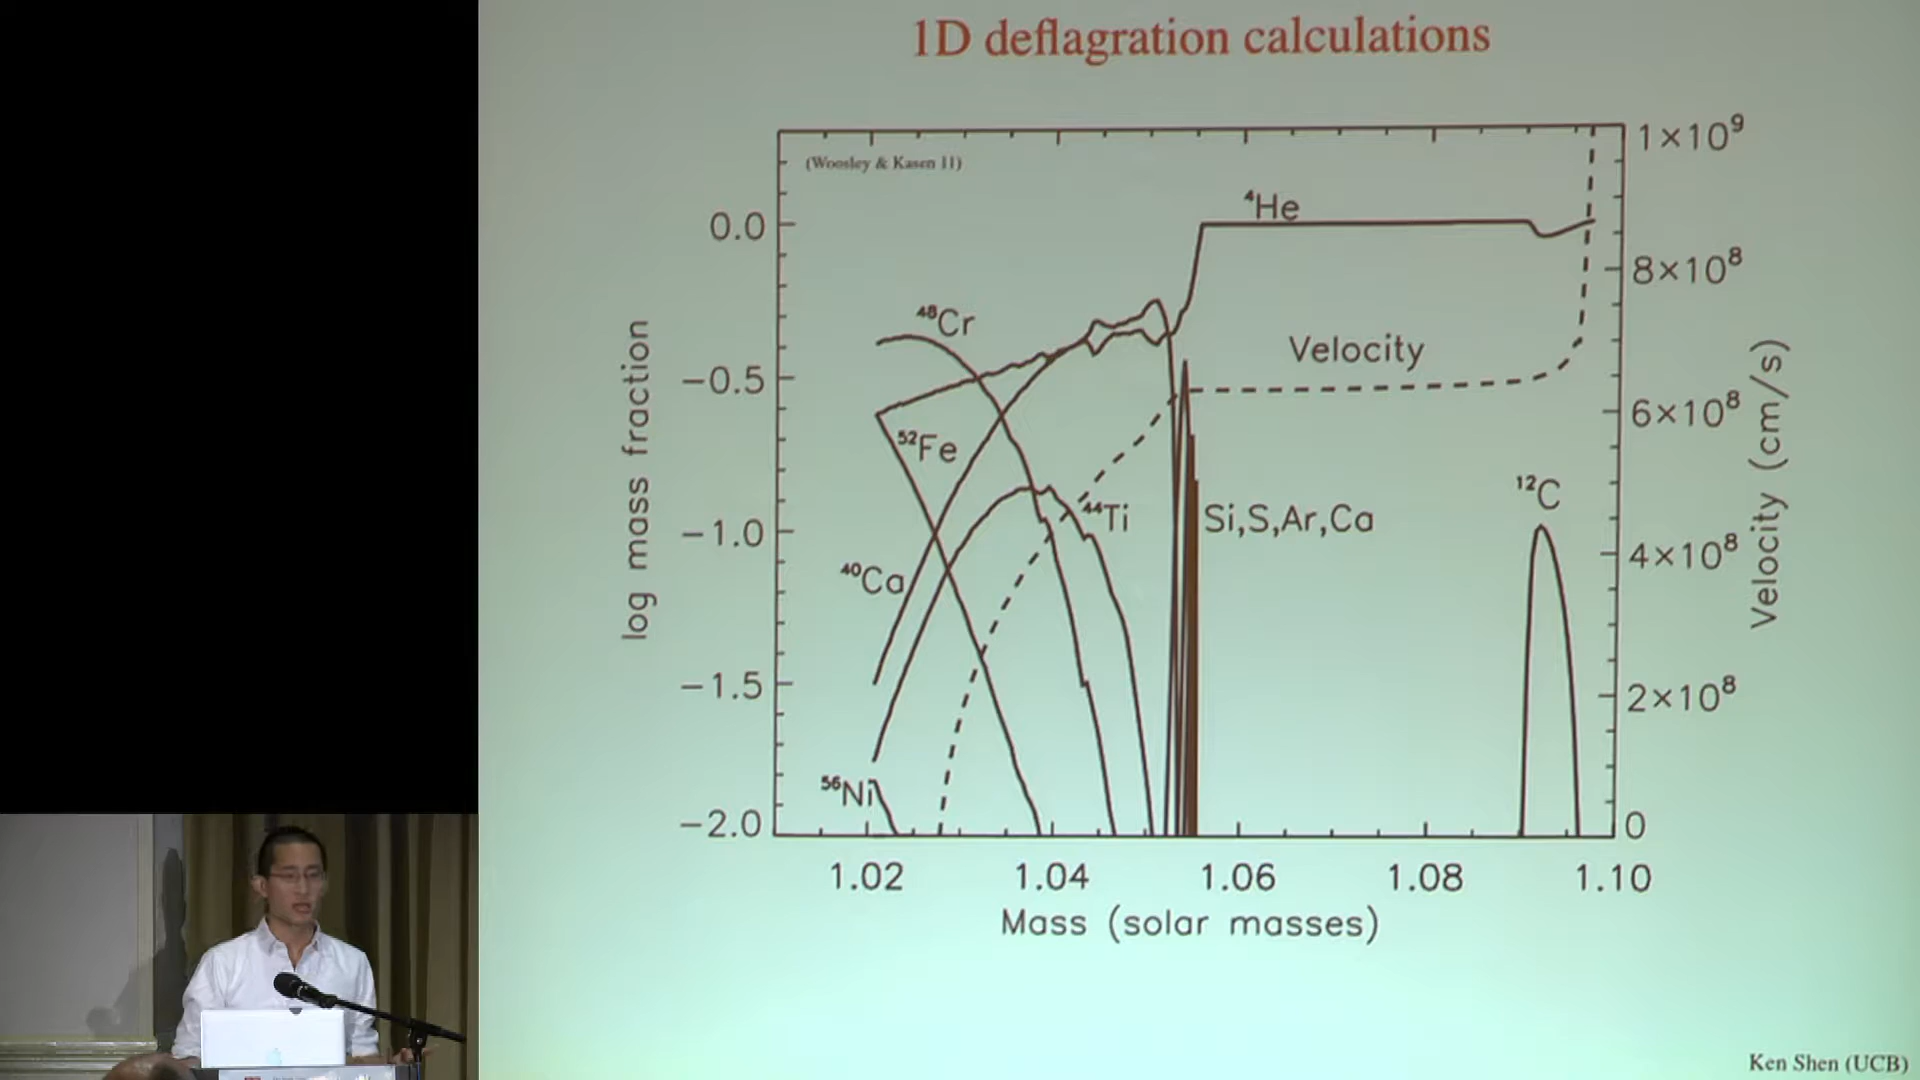 1D deflagration calculations
(Woosley & Kasen 11)
1×10⁹
8×10⁸
6×10⁸
4×10⁸
2×10⁸
0
Velocity (cm/s)
0.0
−0.5
−1.0
−1.5
−2.0
log mass fraction
⁴He
⁴⁸Cr
Velocity
⁵²Fe
¹²C
⁴⁴Ti
Si,S,Ar,Ca
⁴⁰Ca
⁵⁶Ni
1.02 1.04 1.06 1.08 1.10
Mass (solar masses)
Ken Shen (UCB)